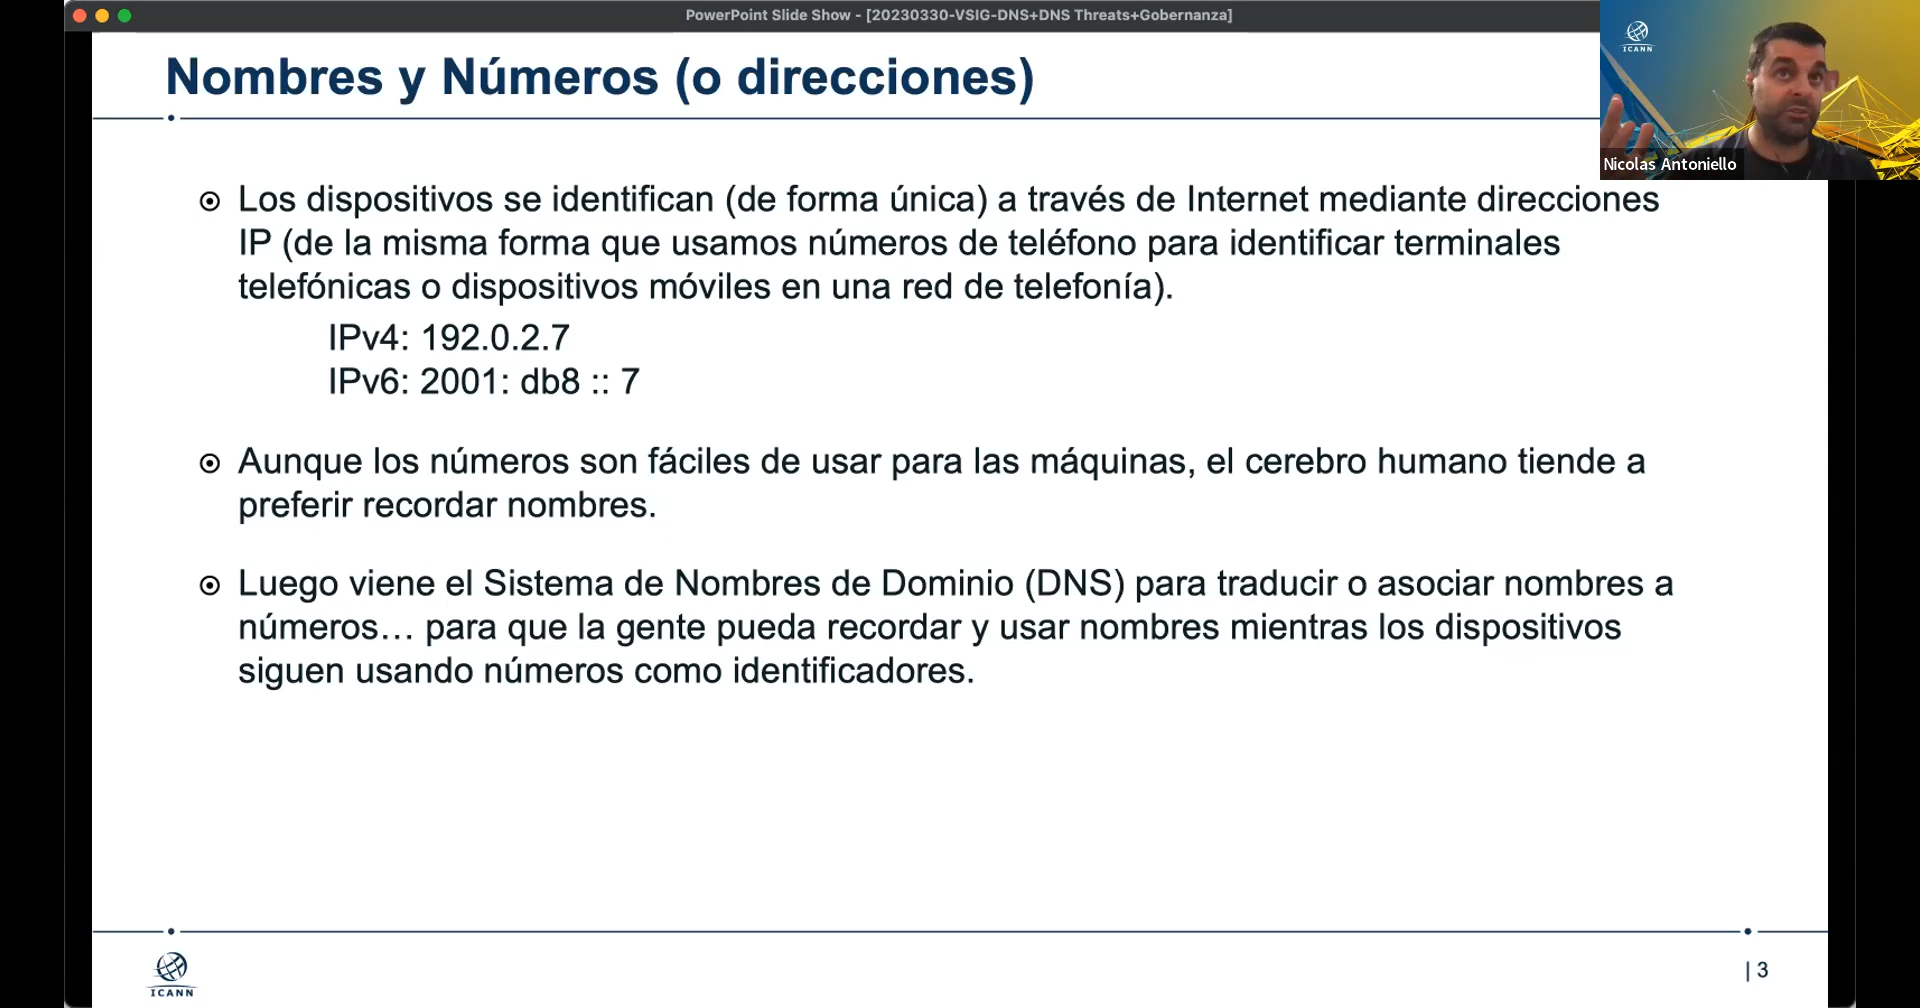 PowerPoint Slide Show - [20230330-VSIG-DNS+DNS Threats+Gobernanza]
ICANN
Nicolas Antoniello
Nombres y Números (o direcciones)
Los dispositivos se identifican (de forma única) a través de Internet mediante direcciones
IP (de la misma forma que usamos números de teléfono para identificar terminales
telefónicas o dispositivos móviles en una red de telefonía).
IPv4: 192.0.2.7
IPv6: 2001: db8 :: 7
Aunque los números son fáciles de usar para las máquinas, el cerebro humano tiende a
preferir recordar nombres.
Luego viene el Sistema de Nombres de Dominio (DNS) para traducir o asociar nombres a
números… para que la gente pueda recordar y usar nombres mientras los dispositivos
siguen usando números como identificadores.
ICANN
| 3